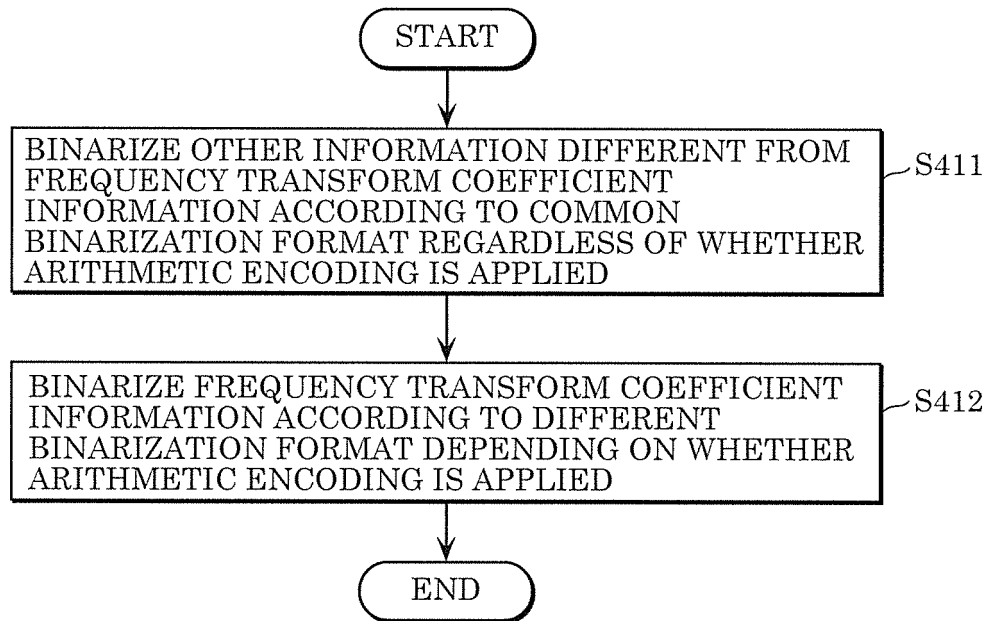 START
BINARIZE OTHER INFORMATION DIFFERENT FROM
FREQUENCY TRANSFORM COEFFICIENT
INFORMATION ACCORDING TO COMMON
BINARIZATION FORMAT REGARDLESS OF WHETHER
ARITHMETIC ENCODING IS APPLIED
S411
BINARIZE FREQUENCY TRANSFORM COEFFICIENT
INFORMATION ACCORDING TO DIFFERENT
BINARIZATION FORMAT DEPENDING ON WHETHER
ARITHMETIC ENCODING IS APPLIED
S412
END